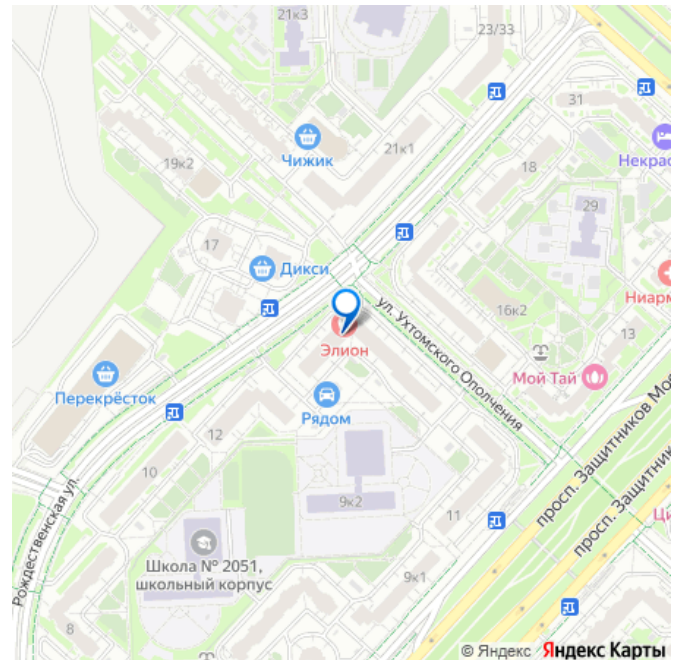 21к3
23/33
31
Чижик
21к1
Некрас
19к2
18
29
17
Дикси
Ниарм
16к2
ул. Ухтомского Ополчения
13
Элион
Мой Тай
Перекрёсток
Рядом
12
просп. Защитников Мо
просп. Защитник
10
9к2
11
Ци
Рождественская ул.
Школа № 2051,
школьный корпус
9к1
8
© Яндекс Яндекс Карты